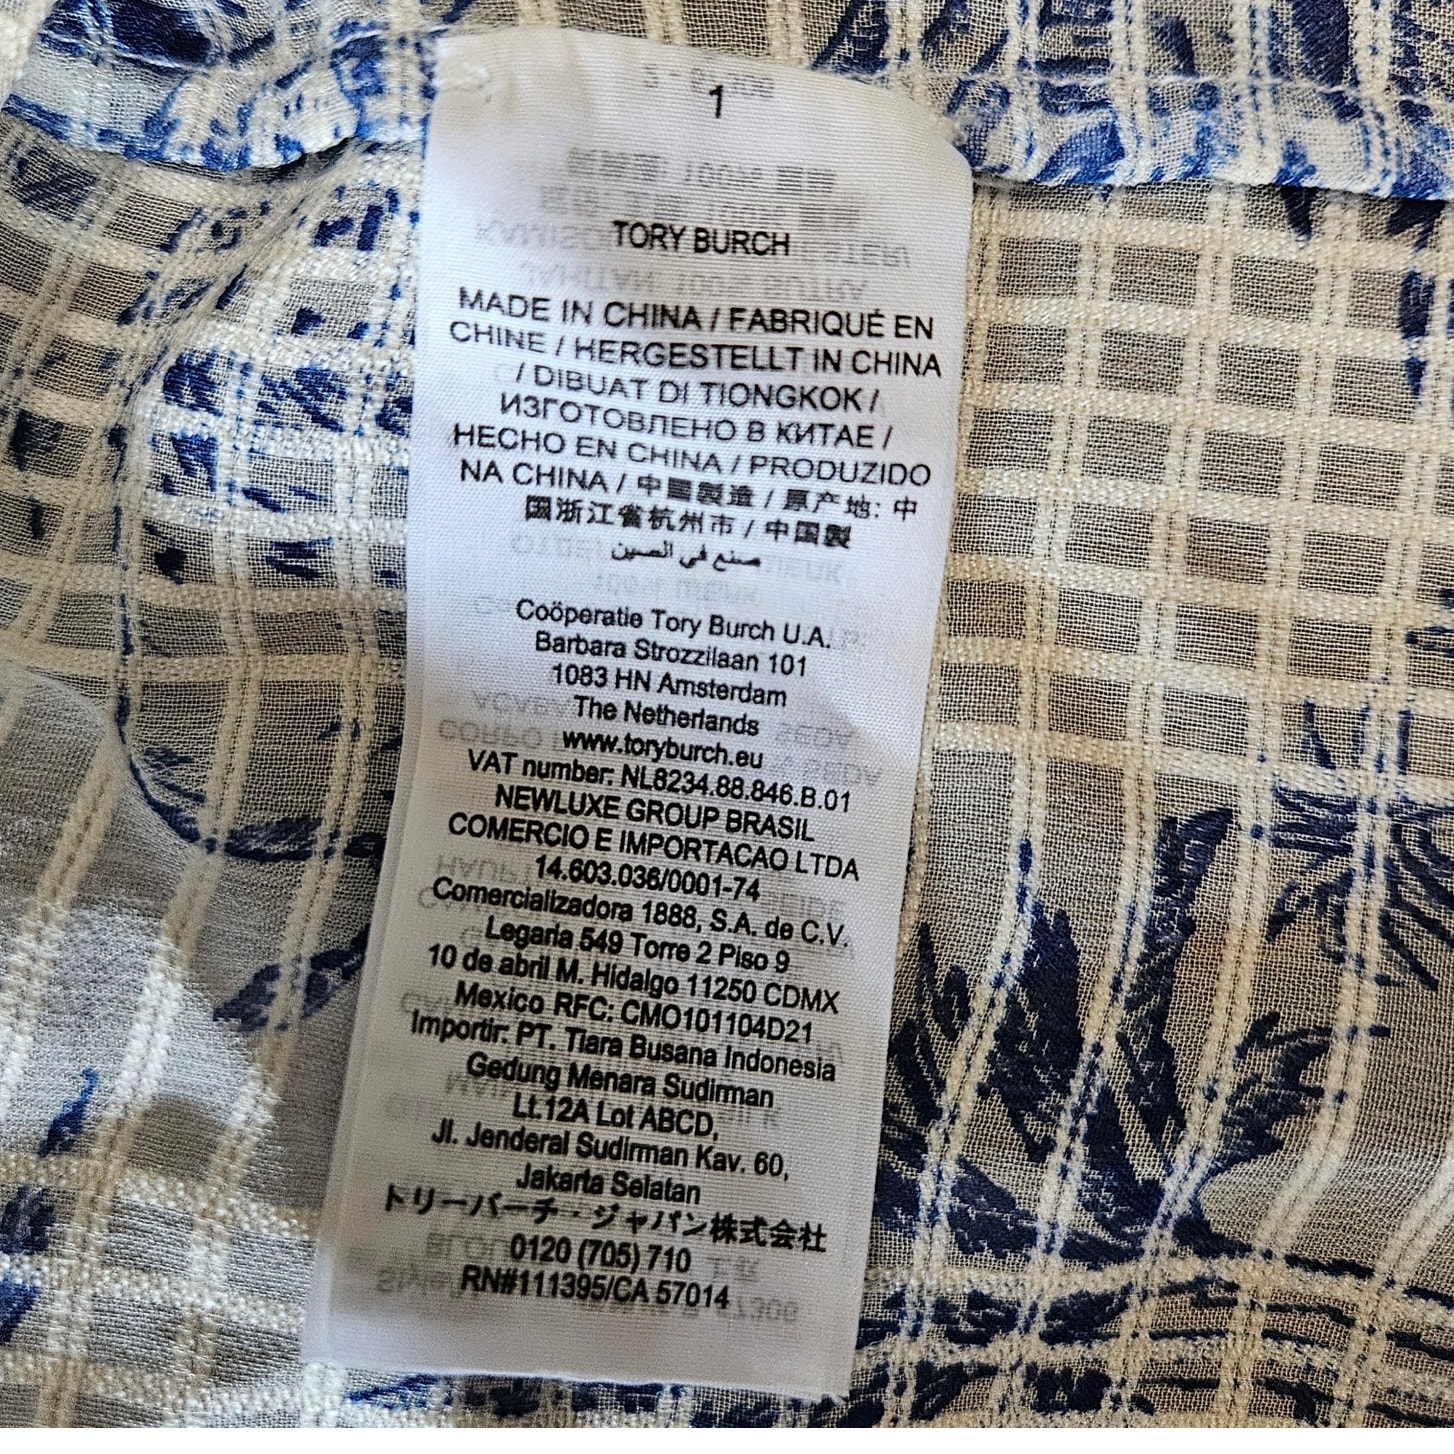 1
TORY BURCH
MADE IN CHINA / FABRIQUÉ EN
CHINE / HERGESTELLT IN CHINA
/ DIBUAT DI TIONGKOK /
ИЗГОТОВЛЕНО В КИТАЕ /
HECHO EN CHINA / PRODUZIDO
NA CHINA / 中國製造 / 原产地: 中
国浙江省杭州市 / 中国製
صنع في الصين
Coöperatie Tory Burch U.A.
Barbara Strozzilaan 101
1083 HN Amsterdam
The Netherlands
www.toryburch.eu
VAT number: NL8234.88.846.B.01
NEWLUXE GROUP BRASIL
COMERCIO E IMPORTACAO LTDA
14.603.036/0001-74
Comercializadora 1888, S.A. de C.V.
Legaria 549 Torre 2 Piso 9
10 de abril M. Hidalgo 11250 CDMX
Mexico RFC: CMO101104D21
Importir: PT. Tiara Busana Indonesia
Gedung Menara Sudirman
Lt.12A Lot ABCD,
Jl. Jenderal Sudirman Kav. 60,
Jakarta Selatan
トリーバーチ・ジャパン株式会社
0120 (705) 710
RN#111395/CA 57014